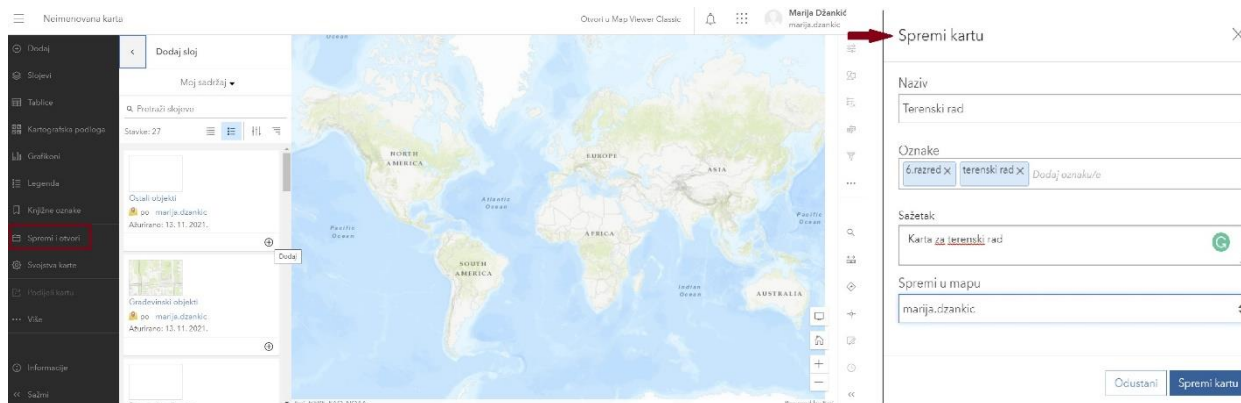 Neimenovana karta
Otvori u Map Viewer Classic
Marija Džankić
marija.dzankic
Dodaj
Slojevi
Tablice
Kartografska podloga
Grafikoni
Legenda
Knjižne oznake
Spremi i otvori
Svojstva karte
Podijeli kartu
Više
Informacije
Sažmi
Dodaj sloj
Moj sadržaj
Pretraži slojeve
Stavke: 27
Ostali objekti
po marija.dzankic
Ažurirano: 13. 11. 2021.
Dodaj
Građevinski objekti
po marija.dzankic
Ažurirano: 13. 11. 2021.
Ocean
NORTH
AMERICA
EUROPE
ASIA
Atlantic
Ocean
Pacific
Ocean
Pacific
Ocean
AFRICA
SOUTH
AMERICA
Indian
Ocean
AUSTRALIA
Spremi kartu
Naziv
Terenski rad
Oznake
6.razred
terenski rad
Dodaj oznaku/e
Sažetak
Karta za terenski rad
Spremi u mapu
marija.dzankic
Odustani
Spremi kartu